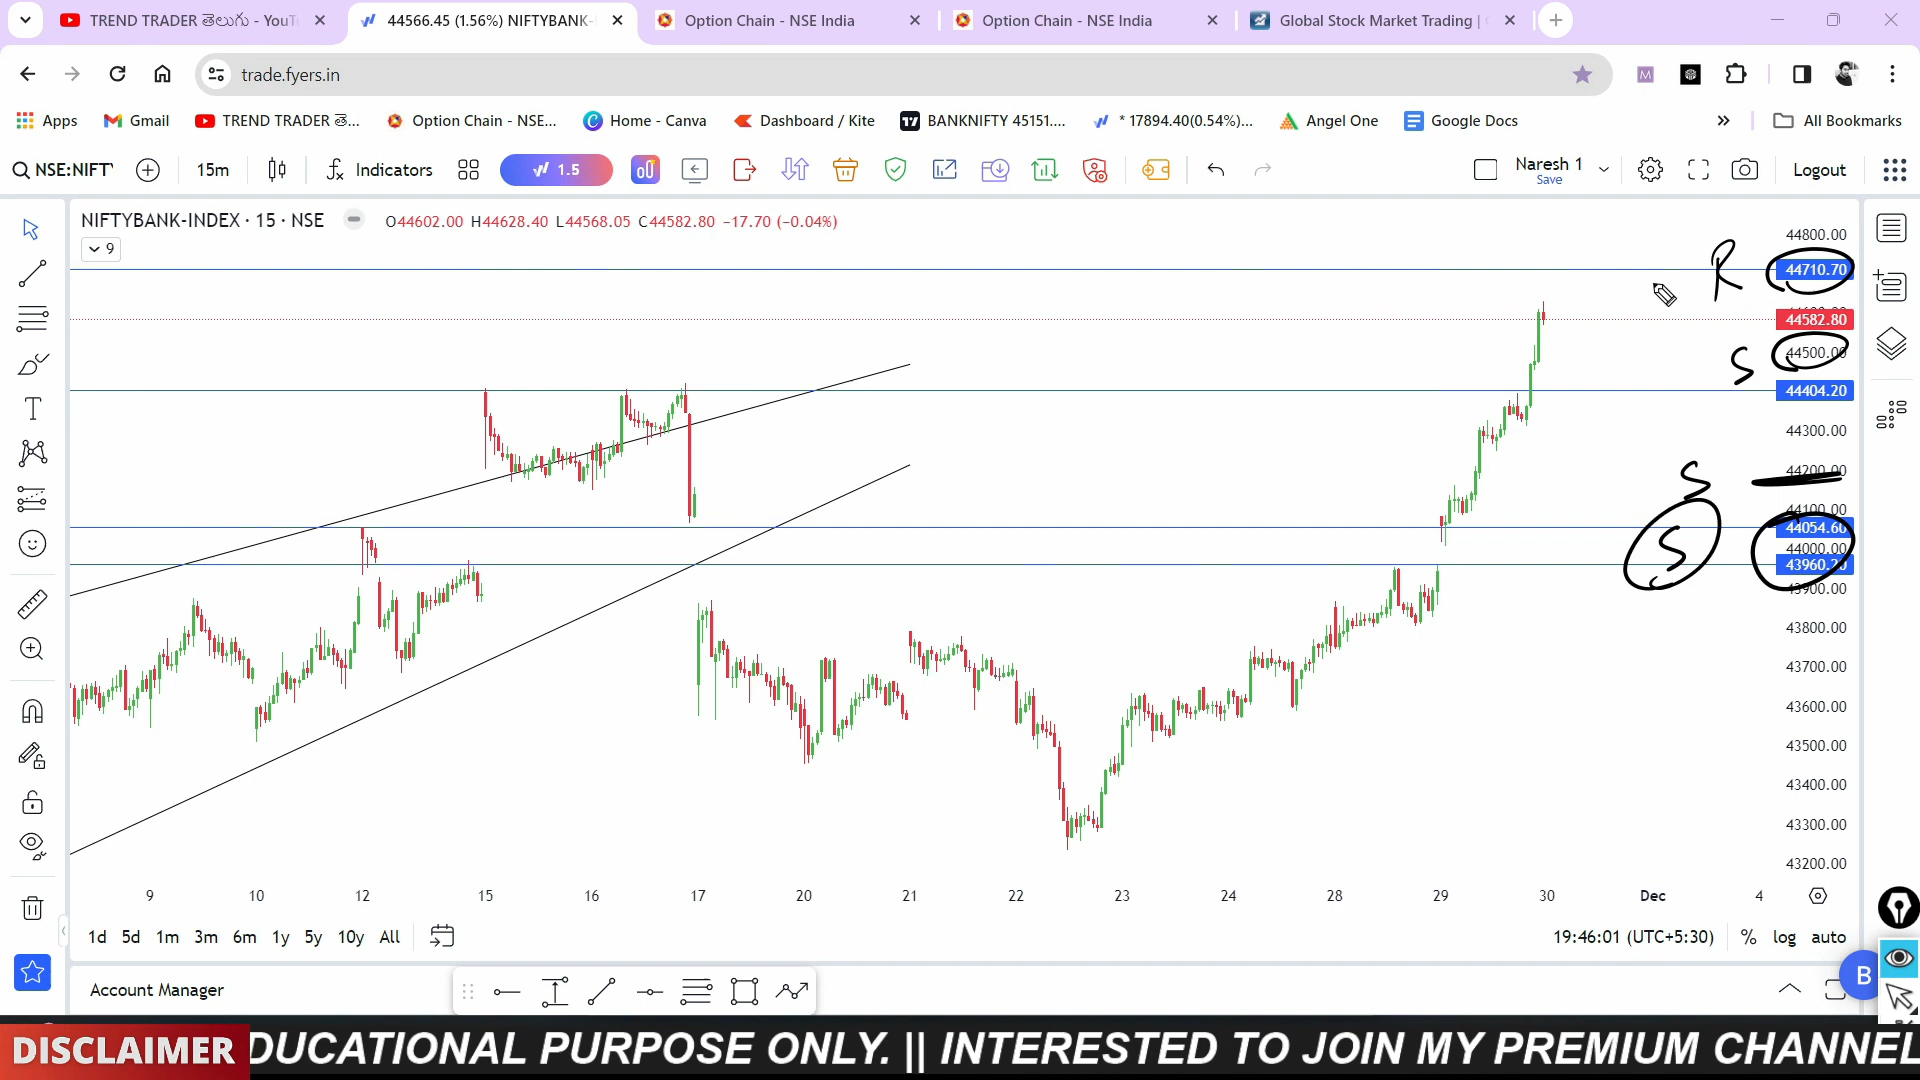 TREND TRADER తెలుగు - YouT
44566.45 (1.56%) NIFTYBANK-
Option Chain - NSE India
Option Chain - NSE India
Global Stock Market Trading |
trade.fyers.in
M
Apps
Gmail
TREND TRADER తె...
Option Chain - NSE...
C Home - Canva
Dashboard / Kite
BANKNIFTY 45151....
* 17894.40(0.54%)...
Angel One
Google Docs
»
All Bookmarks
NSE:NIFT
15m
Indicators
1.5
Naresh 1
Save
Logout
NIFTYBANK-INDEX · 15 · NSE
O44602.00 H44628.40 L44568.05 C44582.80 −17.70 (−0.04%)
9
44800.00
R
44710.70
44582.80
44500.00
S
44404.20
44300.00
44200.00
S
44100.00
44054.60
S
44000.00
43960.20
43900.00
43800.00
43700.00
43600.00
43500.00
43400.00
43300.00
43200.00
9 10 12 15 16 17 20 21 22 23 24 28 29 30 Dec 4
1d 5d 1m 3m 6m 1y 5y 10y All
19:46:01 (UTC+5:30) % log auto
Account Manager
B
DISCLAIMER
DUCATIONAL PURPOSE ONLY. || INTERESTED TO JOIN MY PREMIUM CHANNEL